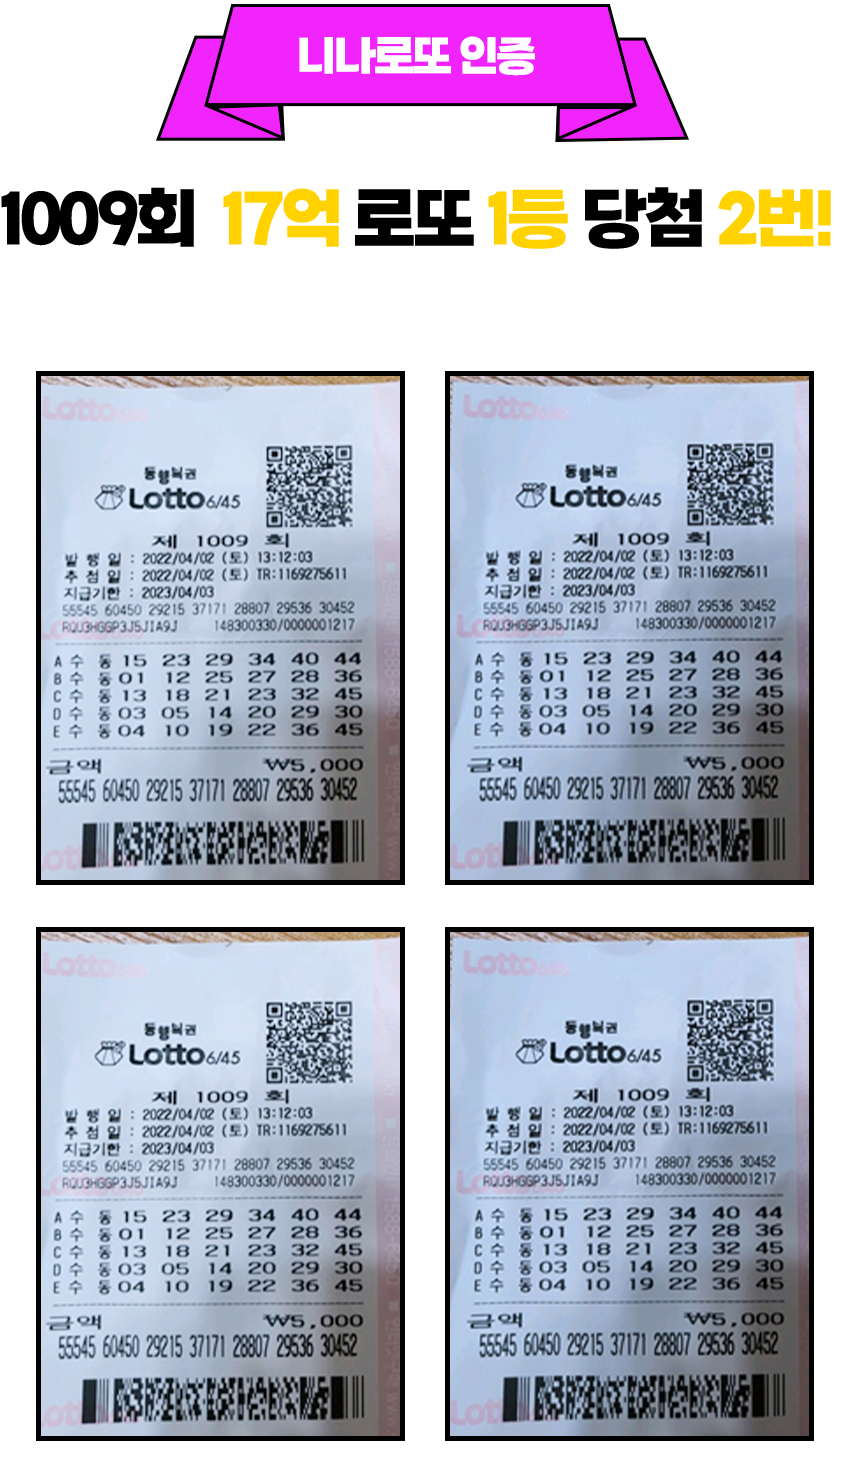 니나로또 인증
1009회 17억 로또 1등 당첨 2번!
Lotto
동행복권
Lotto 6/45
제 1009 회
발 행 일 : 2022/04/02 (토) 13:12:03
추 첨 일 : 2022/04/02 (토) TR:1169275611
지급기한 : 2023/04/03
55545 60450 29215 37171 28807 29536 30452
RQU3HGGP3J5JIA9J 148300330/0000001217
A 수 동 15 23 29 34 40 44
B 수 동 01 12 25 27 28 36
C 수 동 13 18 21 23 32 45
D 수 동 03 05 14 20 29 30
E 수 동 04 10 19 22 36 45
금액 ₩5,000
55545 60450 29215 37171 28807 29536 30452
Lotto
동행복권
Lotto 6/45
제 1009 회
발 행 일 : 2022/04/02 (토) 13:12:03
추 첨 일 : 2022/04/02 (토) TR:1169275611
지급기한 : 2023/04/03
55545 60450 29215 37171 28807 29536 30452
RQU3HGGP3J5JIA9J 148300330/0000001217
A 수 동 15 23 29 34 40 44
B 수 동 01 12 25 27 28 36
C 수 동 13 18 21 23 32 45
D 수 동 03 05 14 20 29 30
E 수 동 04 10 19 22 36 45
금액 ₩5,000
55545 60450 29215 37171 28807 29536 30452
Lotto
동행복권
Lotto 6/45
제 1009 회
발 행 일 : 2022/04/02 (토) 13:12:03
추 첨 일 : 2022/04/02 (토) TR:1169275611
지급기한 : 2023/04/03
55545 60450 29215 37171 28807 29536 30452
RQU3HGGP3J5JIA9J 148300330/0000001217
A 수 동 15 23 29 34 40 44
B 수 동 01 12 25 27 28 36
C 수 동 13 18 21 23 32 45
D 수 동 03 05 14 20 29 30
E 수 동 04 10 19 22 36 45
금액 ₩5,000
55545 60450 29215 37171 28807 29536 30452
Lotto
동행복권
Lotto 6/45
제 1009 회
발 행 일 : 2022/04/02 (토) 13:12:03
추 첨 일 : 2022/04/02 (토) TR:1169275611
지급기한 : 2023/04/03
55545 60450 29215 37171 28807 29536 30452
RQU3HGGP3J5JIA9J 148300330/0000001217
A 수 동 15 23 29 34 40 44
B 수 동 01 12 25 27 28 36
C 수 동 13 18 21 23 32 45
D 수 동 03 05 14 20 29 30
E 수 동 04 10 19 22 36 45
금액 ₩5,000
55545 60450 29215 37171 28807 29536 30452